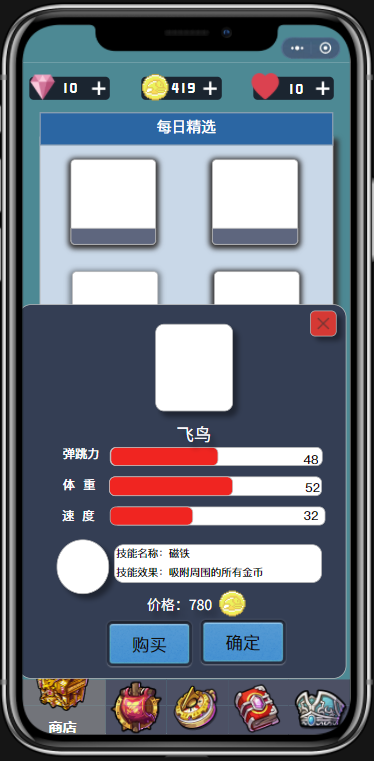 10 + 419 + 10 +
每日精选
飞鸟
弹跳力 48
体 重 52
速 度 32
技能名称：磁铁
技能效果：吸附周围的所有金币
价格：780
购买 确定
商店